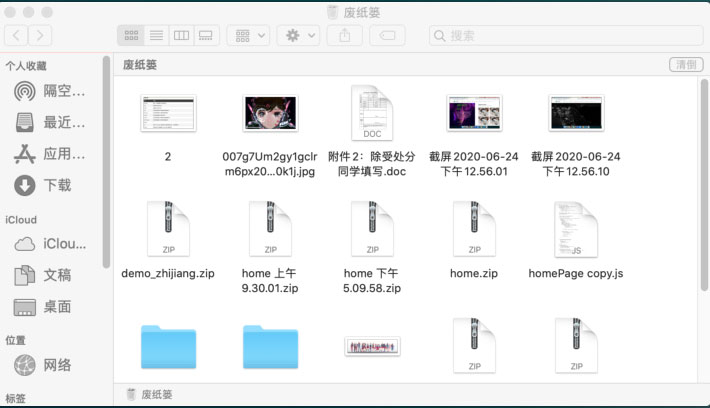 废纸篓
搜索
个人收藏
隔空…
最近…
应用…
下载
iCloud
iClou…
文稿
桌面
位置
网络
标签
废纸篓
清倒
2
007g7Um2gy1gclr
m6px20...0k1j.jpg
DOC
附件2：除受处分
同学填写.doc
截屏2020-06-24
下午12.56.01
截屏2020-06-24
下午12.56.10
ZIP
demo_zhijiang.zip
ZIP
home 上午
9.30.01.zip
ZIP
home 下午
5.09.58.zip
ZIP
home.zip
JS
homePage copy.js
ZIP
ZIP
废纸篓